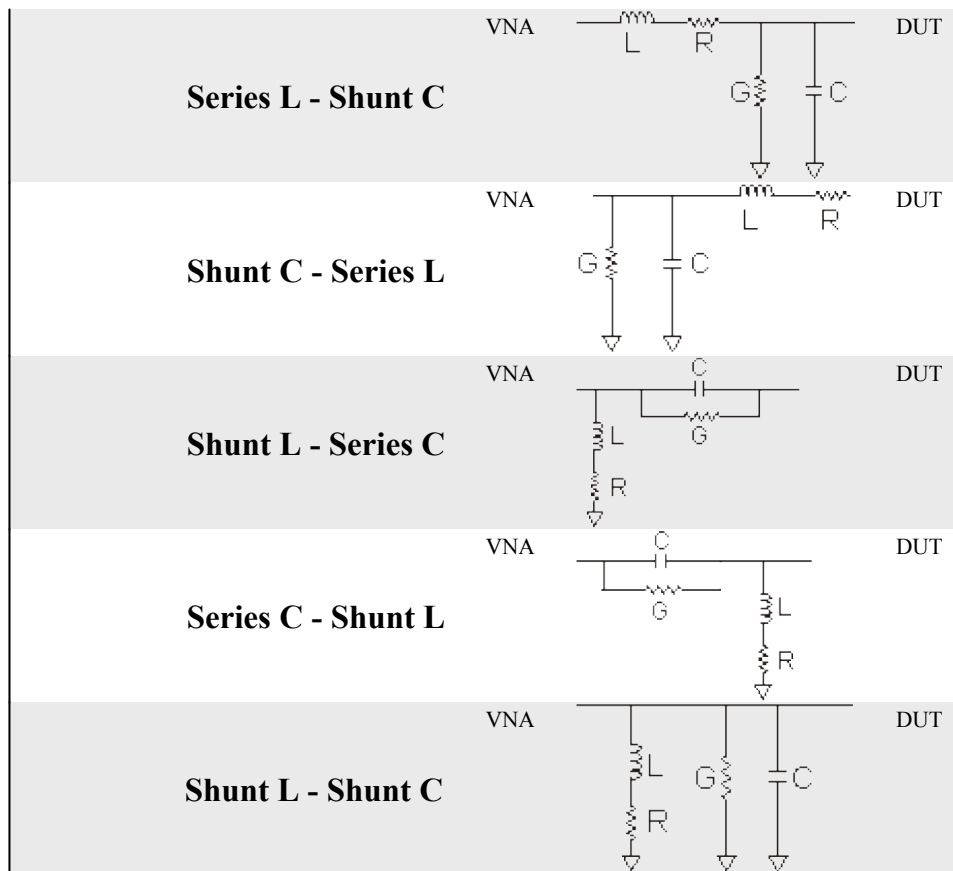 VNA DUT
L R
G C
Series L - Shunt C
VNA DUT
L R
G C
Shunt C - Series L
VNA DUT
C
G
L
R
Shunt L - Series C
VNA DUT
C
G
L
R
Series C - Shunt L
VNA DUT
L G C
R
Shunt L - Shunt C